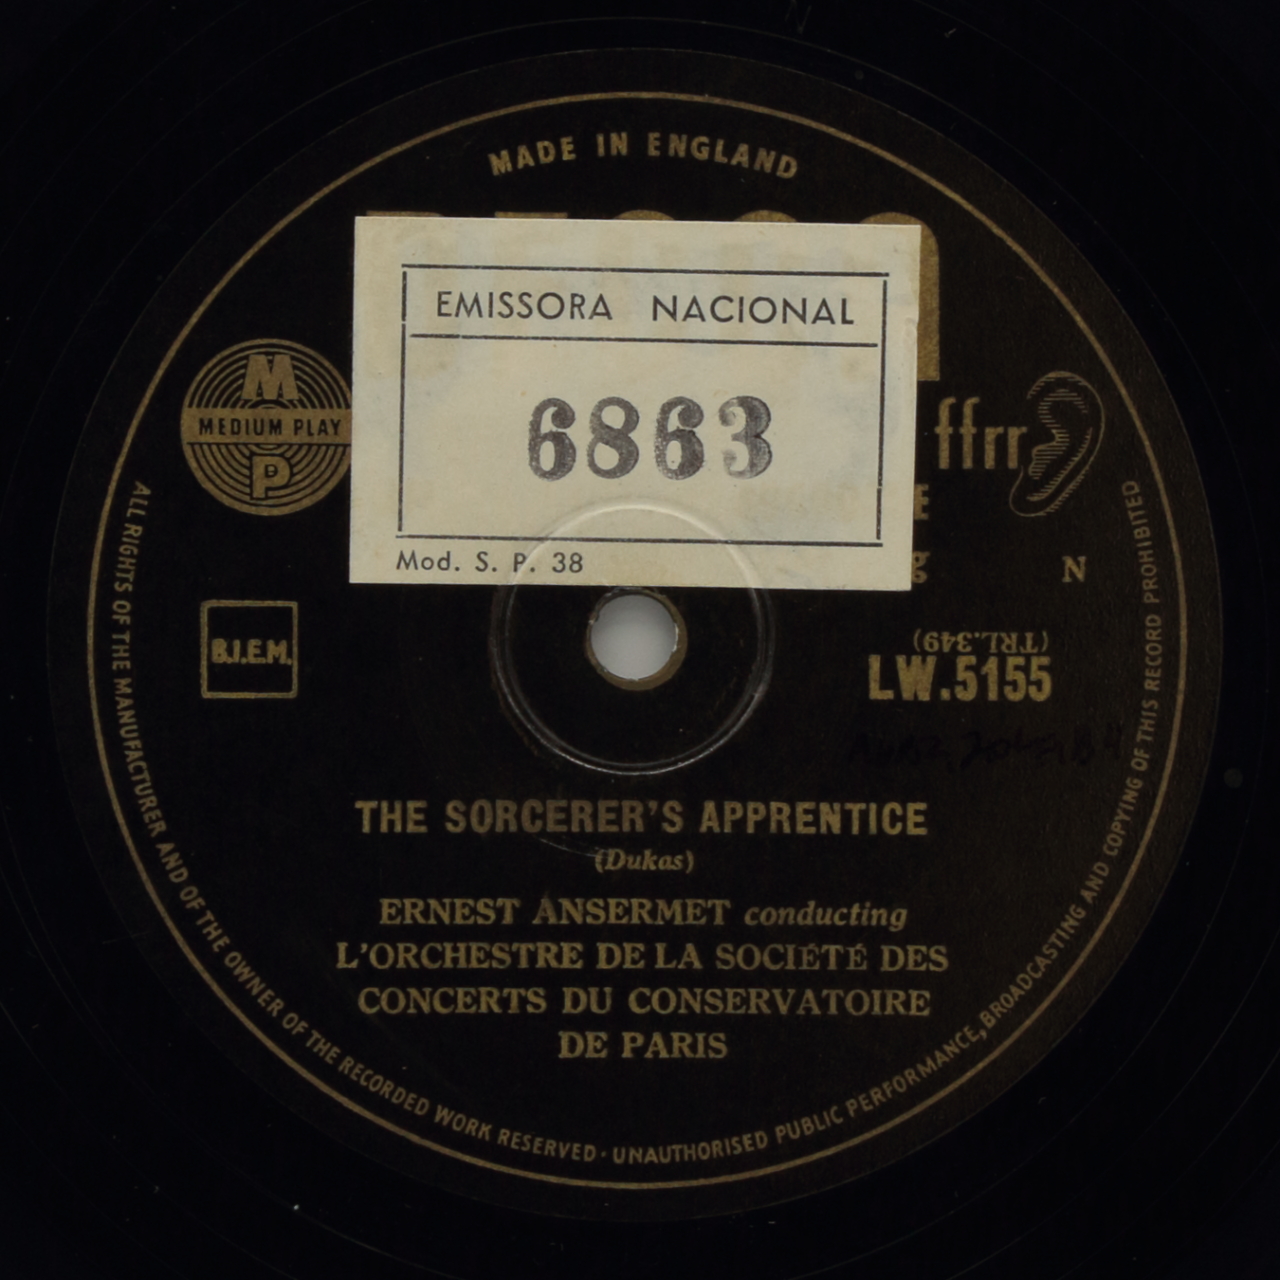 MADE IN ENGLAND
EMISSORA NACIONAL
6863
Mod. S. P. 38
M
MEDIUM PLAY
P
ffrr
N
B.I.E.M.
(TRL.349)
LW.5155
THE SORCERER'S APPRENTICE
(Dukas)
ERNEST ANSERMET conducting
L'ORCHESTRE DE LA SOCIÉTÉ DES
CONCERTS DU CONSERVATOIRE
DE PARIS
ALL RIGHTS OF THE MANUFACTURER AND OF THE OWNER OF THE RECORDED WORK RESERVED · UNAUTHORISED PUBLIC PERFORMANCE, BROADCASTING AND COPYING OF THIS RECORD PROHIBITED